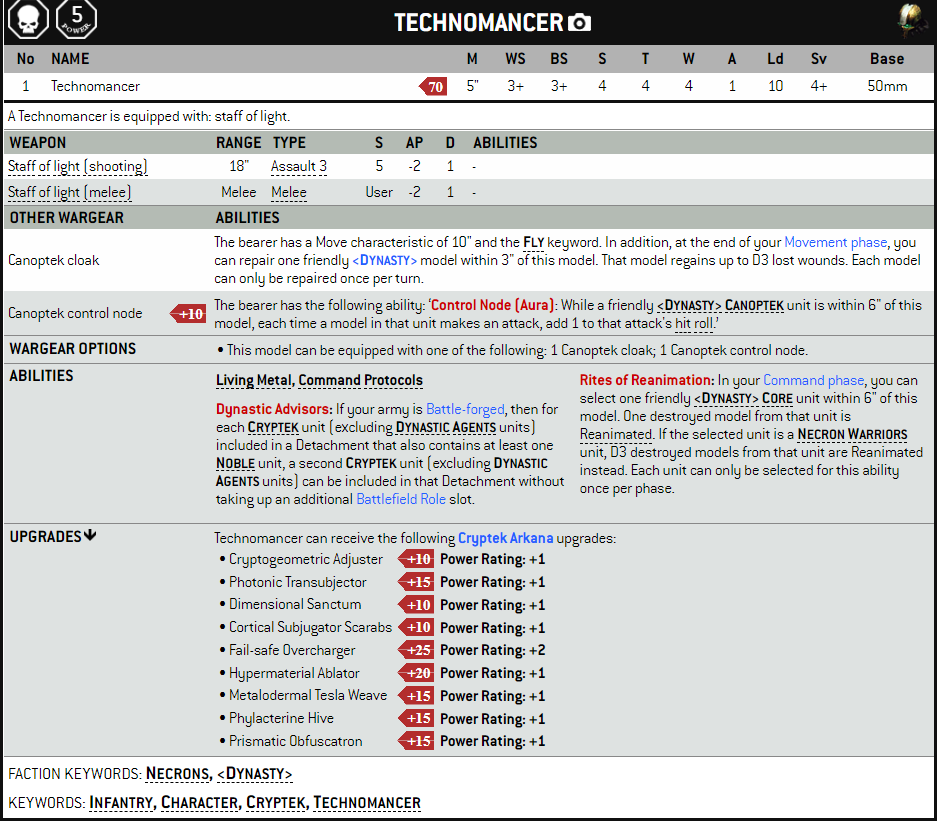 5
POWER
TECHNOMANCER
No NAME M WS BS S T W A Ld Sv Base
1 Technomancer 70 5" 3+ 3+ 4 4 4 1 10 4+ 50mm
A Technomancer is equipped with: staff of light.
WEAPON RANGE TYPE S AP D ABILITIES
Staff of light (shooting) 18" Assault 3 5 -2 1 -
Staff of light (melee) Melee Melee User -2 1 -
OTHER WARGEAR ABILITIES
Canoptek cloak
The bearer has a Move characteristic of 10" and the FLY keyword. In addition, at the end of your Movement phase, you
can repair one friendly <DYNASTY> model within 3" of this model. That model regains up to D3 lost wounds. Each model
can only be repaired once per turn.
Canoptek control node +10
The bearer has the following ability: 'Control Node (Aura): While a friendly <DYNASTY> CANOPTEK unit is within 6" of this
model, each time a model in that unit makes an attack, add 1 to that attack's hit roll.'
WARGEAR OPTIONS
• This model can be equipped with one of the following: 1 Canoptek cloak; 1 Canoptek control node.
ABILITIES
Living Metal, Command Protocols
Dynastic Advisors: If your army is Battle-forged, then for
each CRYPTEK unit (excluding DYNASTIC AGENTS units)
included in a Detachment that also contains at least one
NOBLE unit, a second CRYPTEK unit (excluding DYNASTIC
AGENTS units) can be included in that Detachment without
taking up an additional Battlefield Role slot.
Rites of Reanimation: In your Command phase, you can
select one friendly <DYNASTY> CORE unit within 6" of this
model. One destroyed model from that unit is
Reanimated. If the selected unit is a NECRON WARRIORS
unit, D3 destroyed models from that unit are Reanimated
instead. Each unit can only be selected for this ability
once per phase.
UPGRADES
Technomancer can receive the following Cryptek Arkana upgrades:
• Cryptogeometric Adjuster +10 Power Rating: +1
• Photonic Transubjector +15 Power Rating: +1
• Dimensional Sanctum +10 Power Rating: +1
• Cortical Subjugator Scarabs +10 Power Rating: +1
• Fail-safe Overcharger +25 Power Rating: +2
• Hypermaterial Ablator +20 Power Rating: +1
• Metalodermal Tesla Weave +15 Power Rating: +1
• Phylacterine Hive +15 Power Rating: +1
• Prismatic Obfuscatron +15 Power Rating: +1
FACTION KEYWORDS: NECRONS, <DYNASTY>
KEYWORDS: INFANTRY, CHARACTER, CRYPTEK, TECHNOMANCER